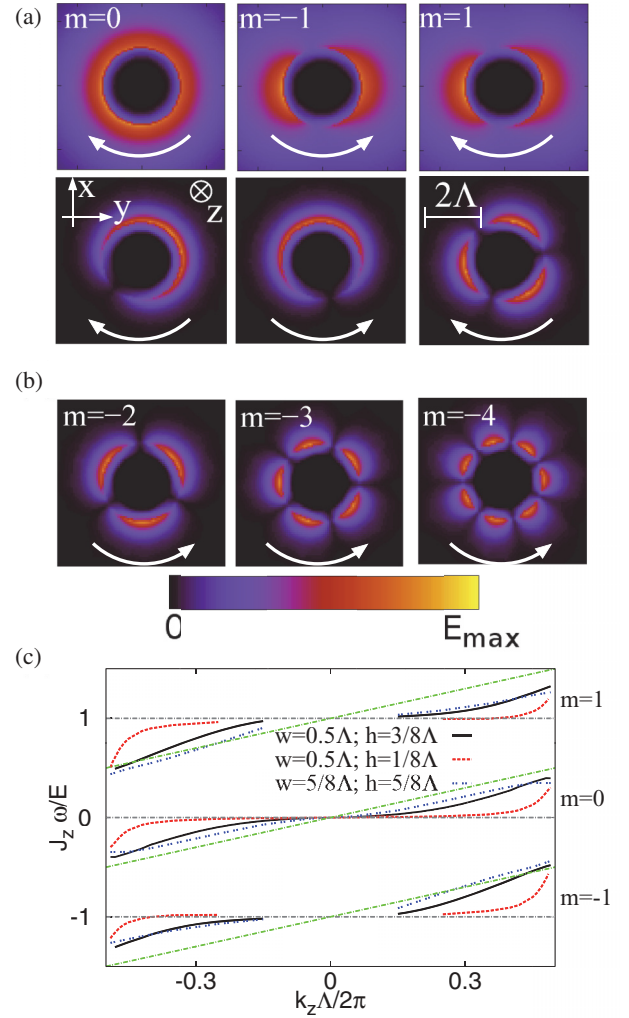 (a)
m=0
m=−1
m=1
x
y
z
2Λ
(b)
m=−2
m=−3
m=−4
0
Emax
(c)
w=0.5Λ; h=3/8Λ
w=0.5Λ; h=1/8Λ
w=5/8Λ; h=5/8Λ
m=1
m=0
m=-1
1
0
-1
Jz ω/E
-0.3
0
0.3
kzΛ/2π